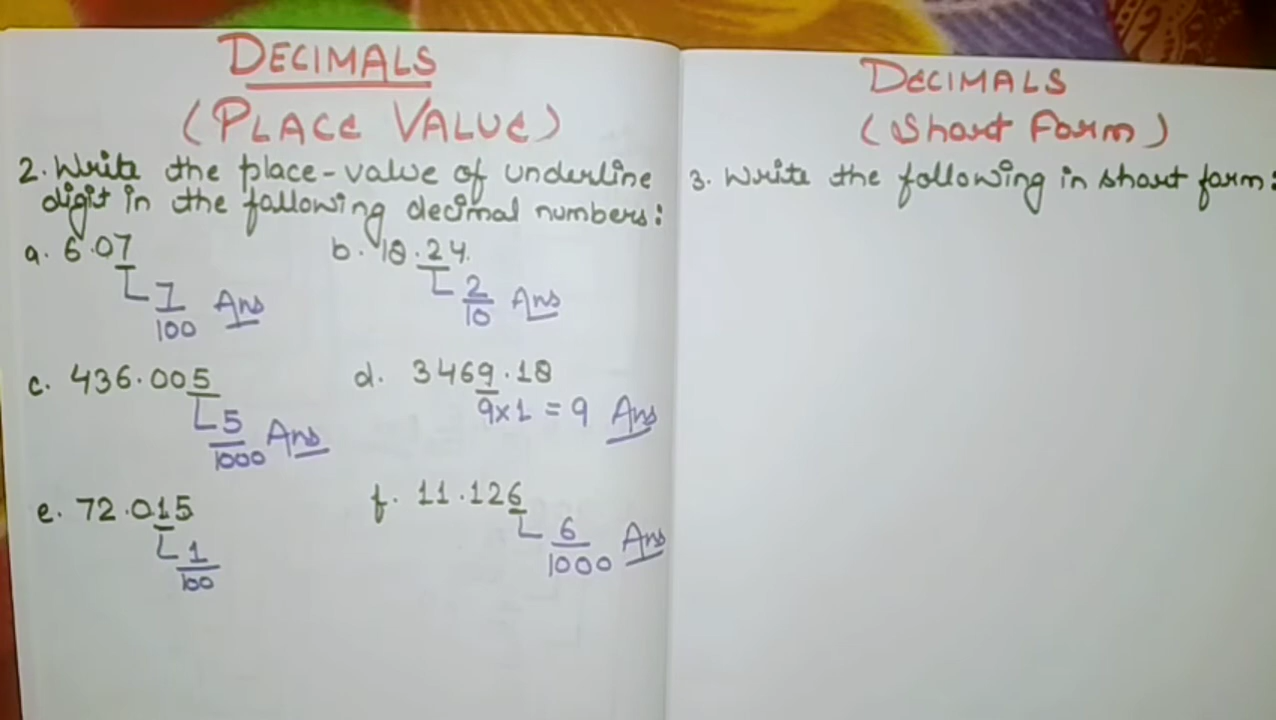 DECIMALS
(PLACE VALUE)
2. Write the place-value of underline
digit in the following decimal numbers:
a. 6.07
7
100
Ans
b. 18.24.
2
10
Ans
c. 436.005
5
1000
Ans
d. 3469.18
9x1 = 9 Ans
e. 72.015
1
100
f. 11.126
6
1000
Ans
DECIMALS
(Short Form)
3. Write the following in short form: